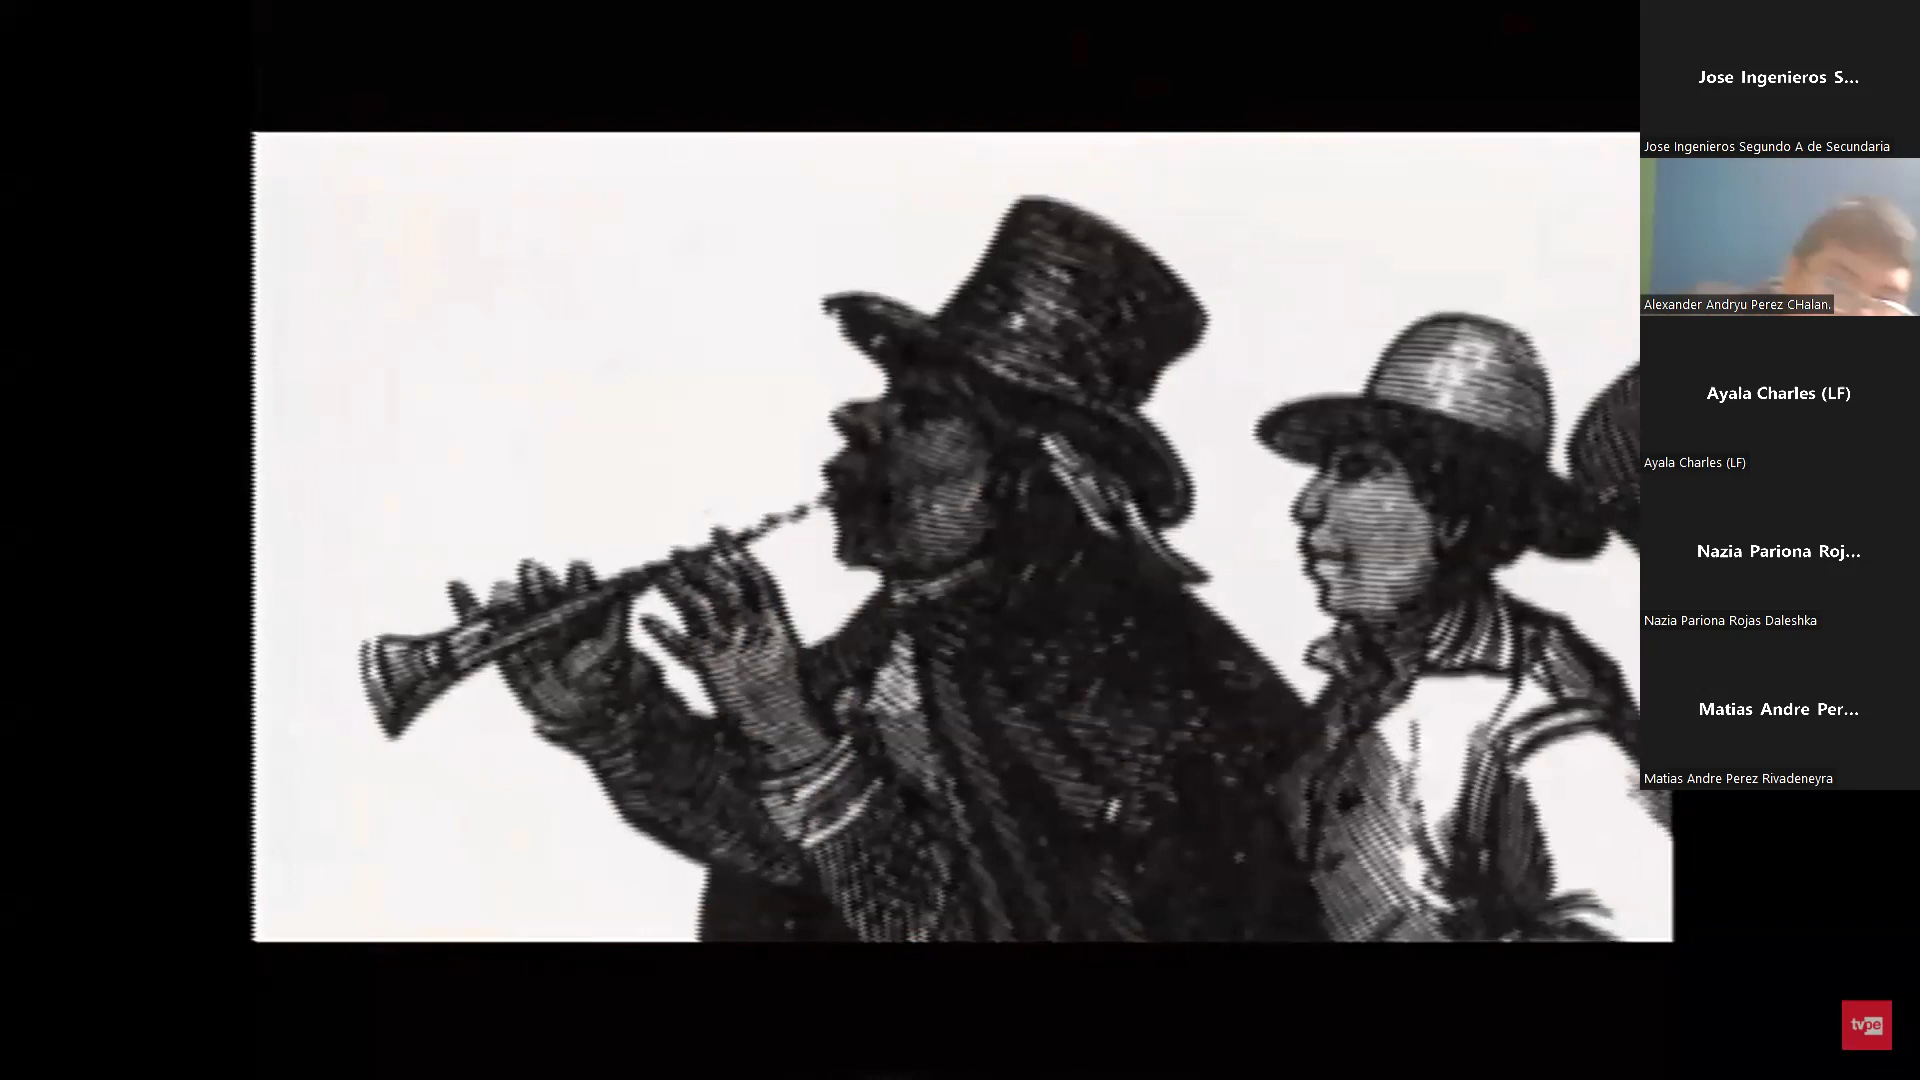 Jose Ingenieros S...
Jose Ingenieros Segundo A de Secundaria
Alexander Andryu Perez CHalan.
Ayala Charles (LF)
Ayala Charles (LF)
Nazia Pariona Roj...
Nazia Pariona Rojas Daleshka
Matias Andre Per...
Matias Andre Perez Rivadeneyra
tvpe